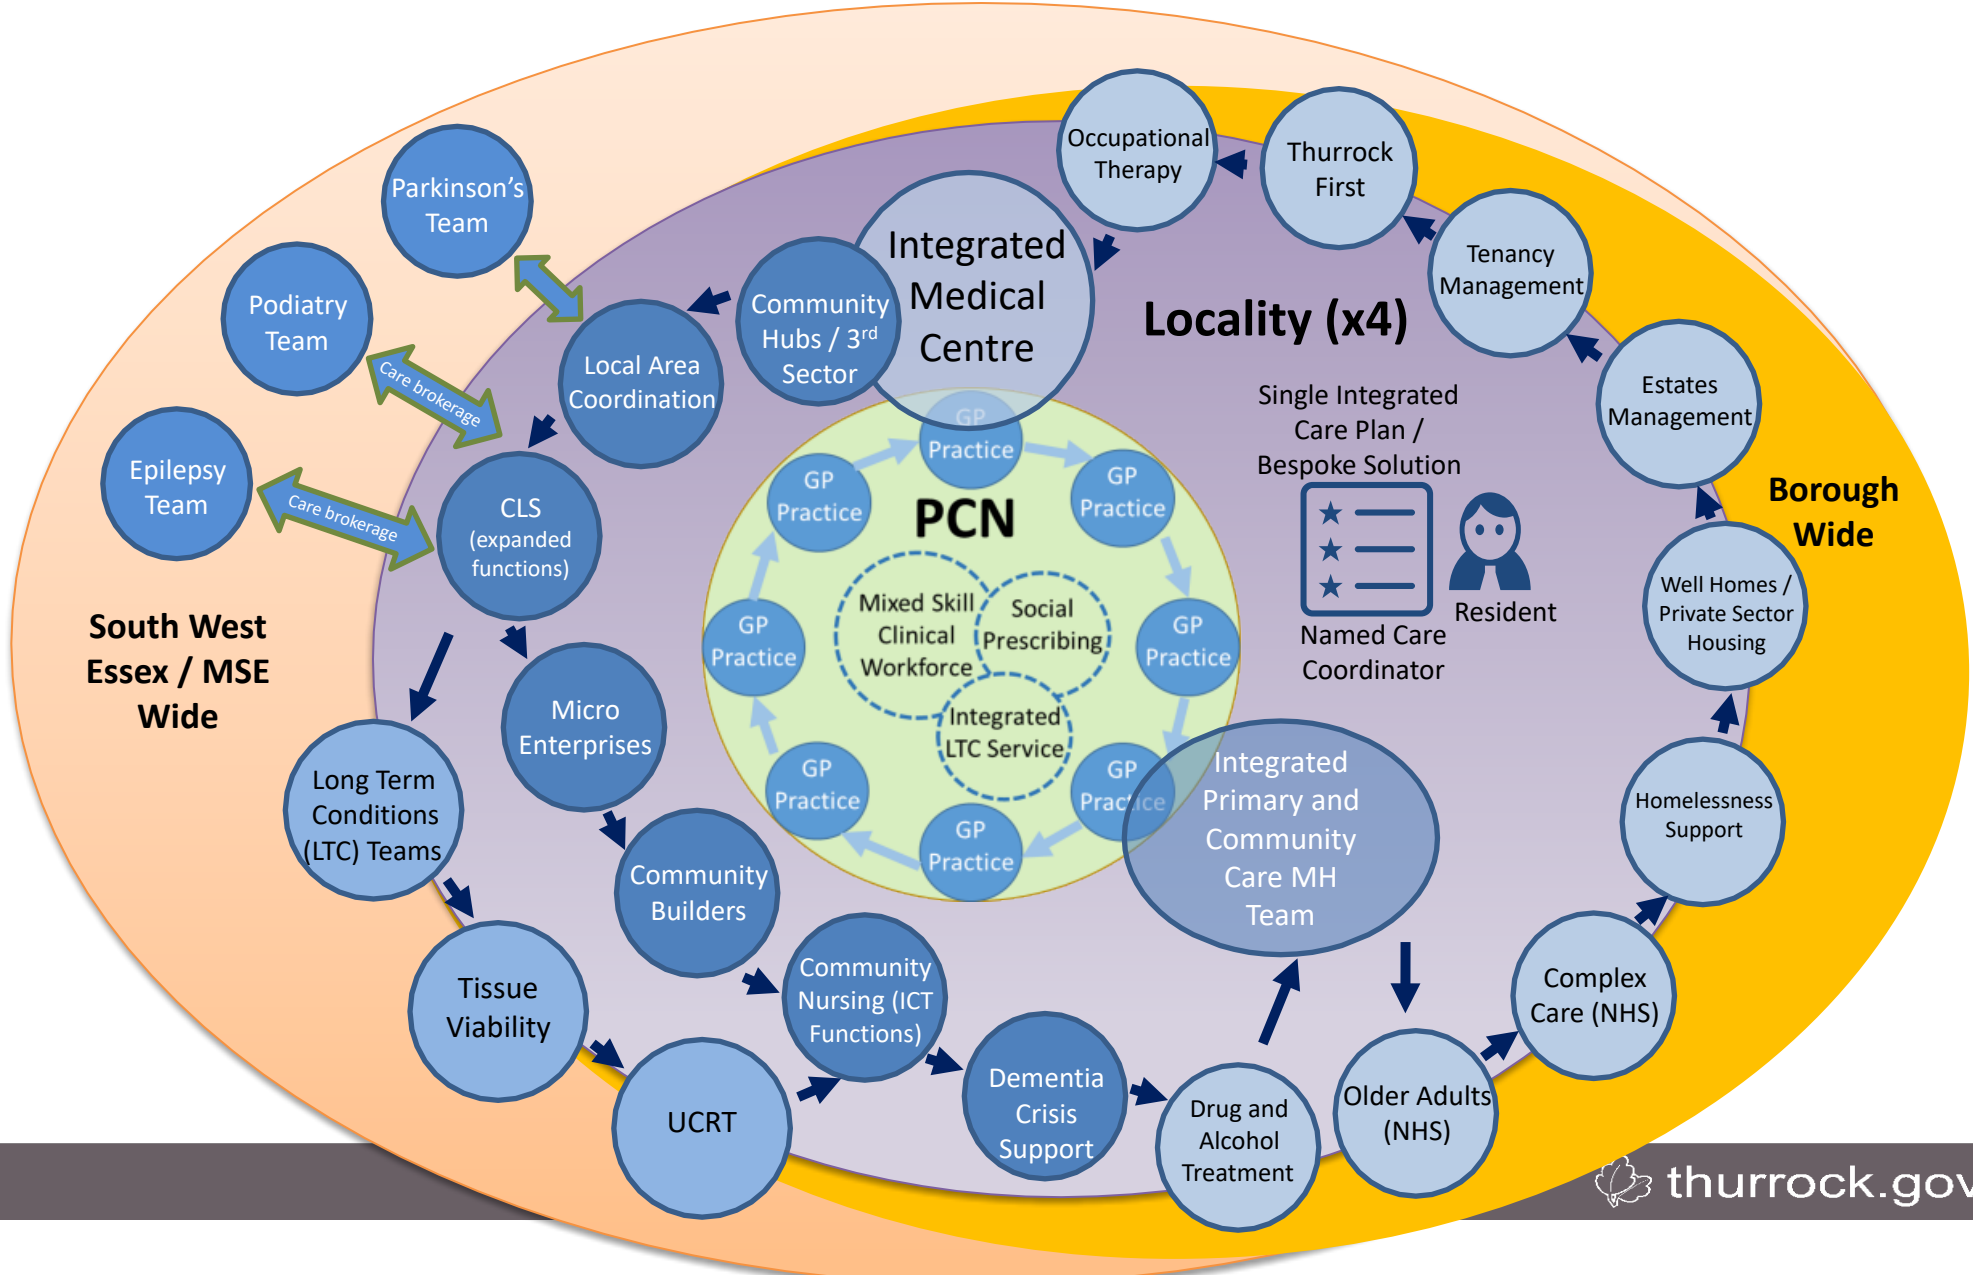 Occupational
Therapy
Thurrock
First
Parkinson's
Team
Tenancy
Management
Integrated
Medical
Centre
Community
Hubs / 3rd
Sector
Locality (x4)
Podiatry
Team
Local Area
Coordination
Care brokerage
Estates
Management
Single Integrated
Care Plan /
Bespoke Solution
Named Care
Coordinator
Resident
Epilepsy
Team
Care brokerage
CLS
(expanded
functions)
Borough
Wide
South West
Essex / MSE
Wide
PCN
GP
Practice
GP
Practice
GP
Practice
GP
Practice
GP
Practice
GP
Practice
GP
Practice
GP
Practice
Mixed Skill
Clinical
Workforce
Social
Prescribing
Integrated
LTC Service
Well Homes /
Private Sector
Housing
Micro
Enterprises
Long Term
Conditions
(LTC) Teams
Integrated
Primary and
Community
Care MH
Team
Homelessness
Support
Community
Builders
Tissue
Viability
Community
Nursing (ICT
Functions)
Complex
Care (NHS)
UCRT
Dementia
Crisis
Support
Drug and
Alcohol
Treatment
Older Adults
(NHS)
thurrock.gov